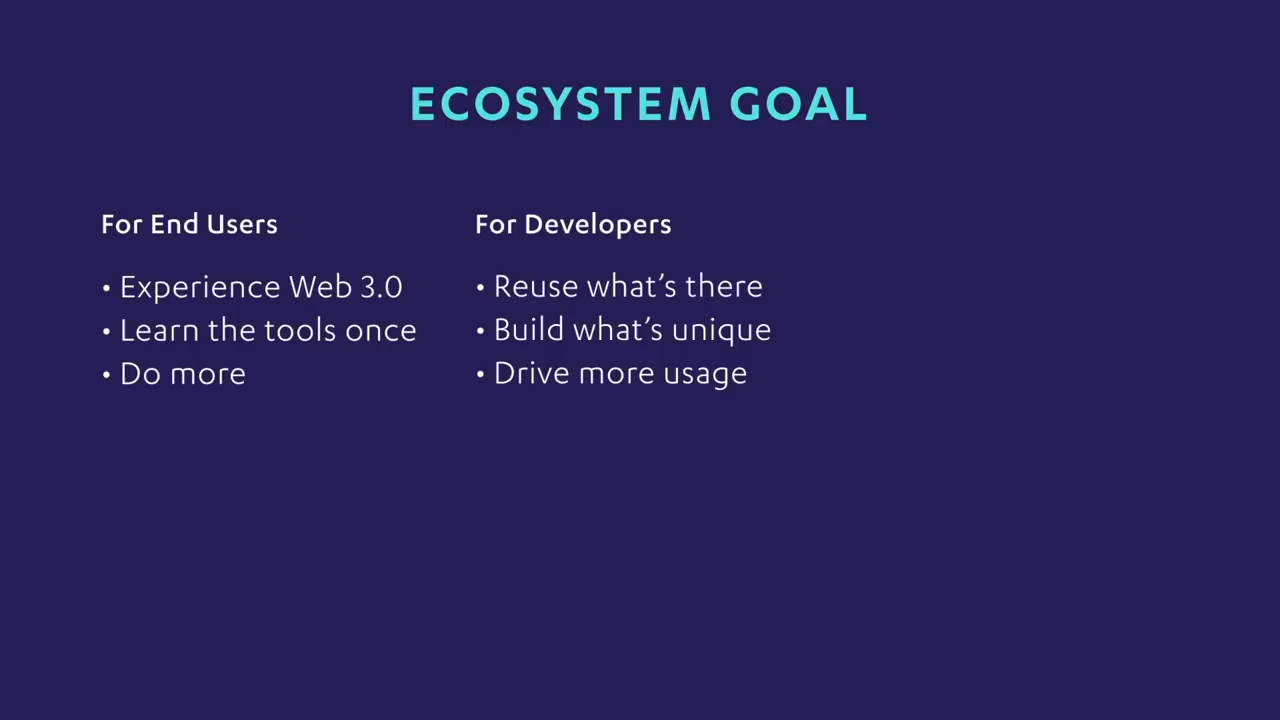 ECOSYSTEM GOAL
For End Users
• Experience Web 3.0
• Learn the tools once
• Do more
For Developers
• Reuse what’s there
• Build what’s unique
• Drive more usage